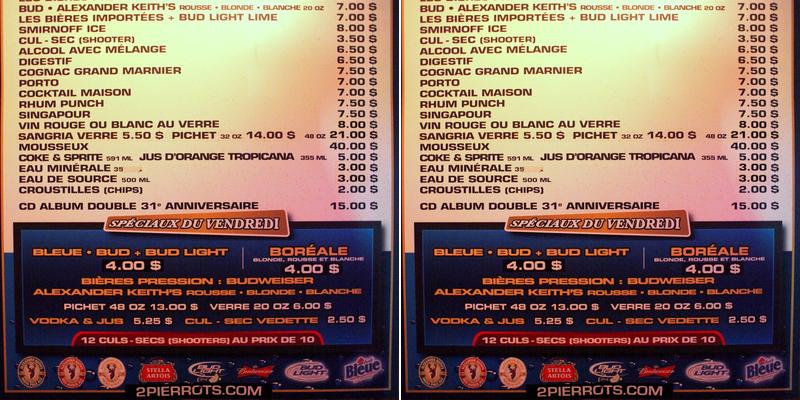 BUD • ALEXANDER KEITH'S ROUSSE • BLONDE • BLANCHE 20 OZ 7.00 $
LES BIÈRES IMPORTÉES + BUD LIGHT LIME 7.00 $
SMIRNOFF ICE 8.00 $
CUL - SEC (SHOOTER) 3.50 $
ALCOOL AVEC MÉLANGE 6.50 $
DIGESTIF 6.50 $
COGNAC GRAND MARNIER 7.50 $
PORTO 7.00 $
COCKTAIL MAISON 7.00 $
RHUM PUNCH 7.50 $
SINGAPOUR 7.50 $
VIN ROUGE OU BLANC AU VERRE 8.00 $
SANGRIA VERRE 5.50 $ PICHET 32 OZ 14.00 $ 48 OZ 21.00 $
MOUSSEUX 40.00 $
COKE & SPRITE 591 ML JUS D'ORANGE TROPICANA 355 ML 5.00 $
EAU MINÉRALE 35 3.00 $
EAU DE SOURCE 500 ML 3.00 $
CROUSTILLES (CHIPS) 2.00 $
CD ALBUM DOUBLE 31e ANNIVERSAIRE 15.00 $
SPÉCIAUX DU VENDREDI
BLEUE • BUD + BUD LIGHT
4.00 $
BORÉALE
BLONDE, ROUSSE ET BLANCHE
4.00 $
BIÈRES PRESSION : BUDWEISER
ALEXANDER KEITH'S ROUSSE • BLONDE • BLANCHE
PICHET 48 OZ 13.00 $ VERRE 20 OZ 6.00 $
VODKA & JUS 5.25 $ CUL - SEC VEDETTE 2.50 $
12 CULS - SECS (SHOOTERS) AU PRIX DE 10
STELLA ARTOIS
BUD LIGHT
Budweiser
BUD LIGHT
Bleue
2PIERROTS.COM
BUD • ALEXANDER KEITH'S ROUSSE • BLONDE • BLANCHE 20 OZ 7.00 $
LES BIÈRES IMPORTÉES + BUD LIGHT LIME 7.00 $
SMIRNOFF ICE 8.00 $
CUL - SEC (SHOOTER) 3.50 $
ALCOOL AVEC MÉLANGE 6.50 $
DIGESTIF 6.50 $
COGNAC GRAND MARNIER 7.50 $
PORTO 7.00 $
COCKTAIL MAISON 7.00 $
RHUM PUNCH 7.50 $
SINGAPOUR 7.50 $
VIN ROUGE OU BLANC AU VERRE 8.00 $
SANGRIA VERRE 5.50 $ PICHET 32 OZ 14.00 $ 48 OZ 21.00 $
MOUSSEUX 40.00 $
COKE & SPRITE 591 ML JUS D'ORANGE TROPICANA 355 ML 5.00 $
EAU MINÉRALE 35 3.00 $
EAU DE SOURCE 500 ML 3.00 $
CROUSTILLES (CHIPS) 2.00 $
CD ALBUM DOUBLE 31e ANNIVERSAIRE 15.00 $
SPÉCIAUX DU VENDREDI
BLEUE • BUD + BUD LIGHT
4.00 $
BORÉALE
BLONDE, ROUSSE ET BLANCHE
4.00 $
BIÈRES PRESSION : BUDWEISER
ALEXANDER KEITH'S ROUSSE • BLONDE • BLANCHE
PICHET 48 OZ 13.00 $ VERRE 20 OZ 6.00 $
VODKA & JUS 5.25 $ CUL - SEC VEDETTE 2.50 $
12 CULS - SECS (SHOOTERS) AU PRIX DE 10
STELLA ARTOIS
BUD LIGHT
Budweiser
BUD LIGHT
Bleue
2PIERROTS.COM